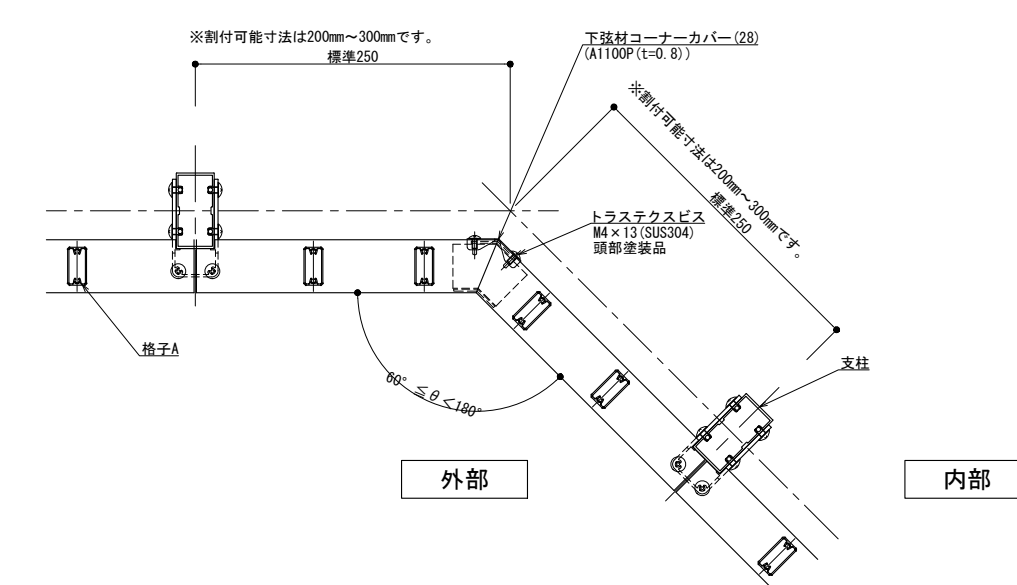 ※割付可能寸法は200mm～300mmです。
標準250
下弦材コーナーカバー(28)
(A1100P(t=0.8))
※割付可能寸法は200mm～300mmです。
標準250
トラステクスビス
M4×13(SUS304)
頭部塗装品
格子A
60° ≦θ<180°
支柱
外部
内部